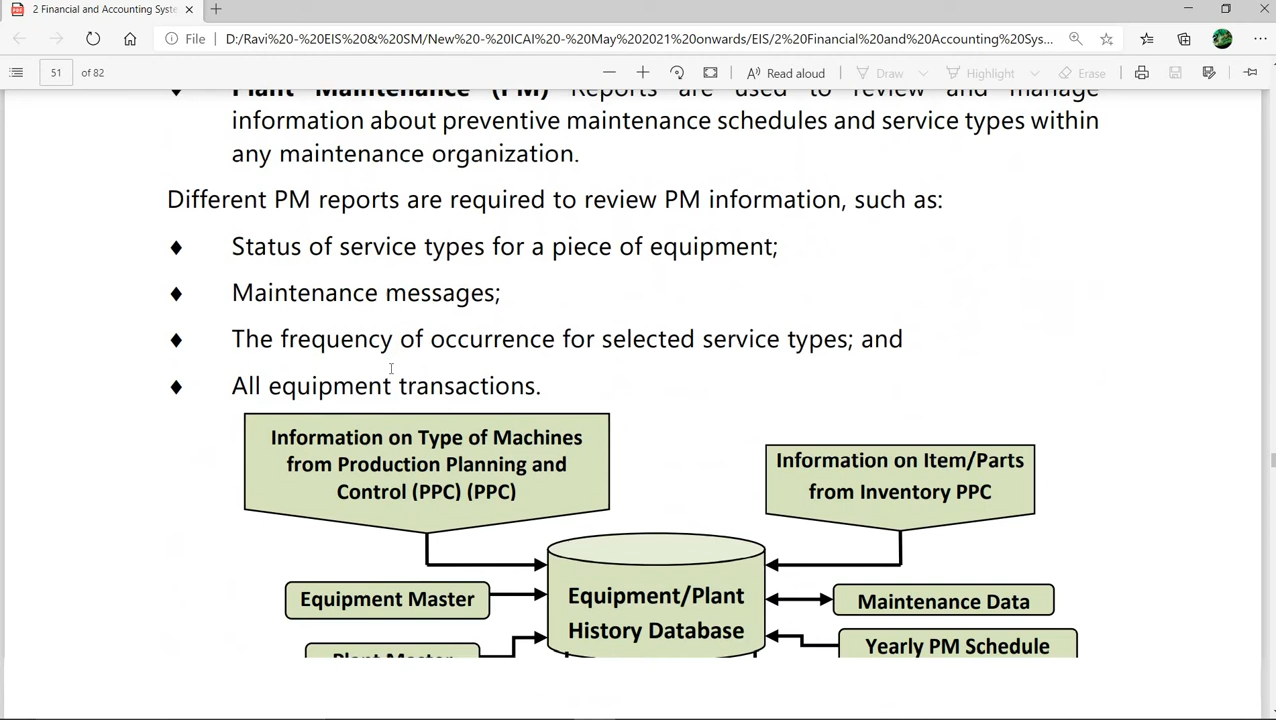 2 Financial and Accounting Syste
File
D:/Ravi%20-%20EIS%20&%20SM/New%20-%20ICAI%20-%20May%202021%20onwards/EIS/2%20Financial%20and%20Accounting%20Sys...
51 of 82
Read aloud
Draw
Highlight
Erase
Plant Maintenance (PM) Reports are used to review and manage
information about preventive maintenance schedules and service types within
any maintenance organization.
Different PM reports are required to review PM information, such as:
Status of service types for a piece of equipment;
Maintenance messages;
The frequency of occurrence for selected service types; and
All equipment transactions.
Information on Type of Machines
from Production Planning and
Control (PPC) (PPC)
Information on Item/Parts
from Inventory PPC
Equipment Master
Equipment/Plant
History Database
Maintenance Data
Plant Master
Yearly PM Schedule